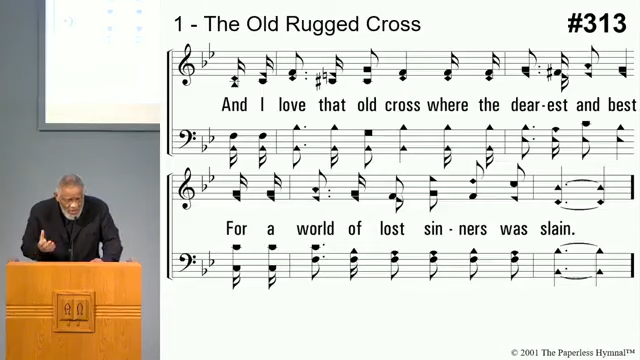 1 - The Old Rugged Cross
#313
And I love that old cross where the dear-est and best
For a world of lost sin - ners was slain.
© 2001 The Paperless Hymnal™